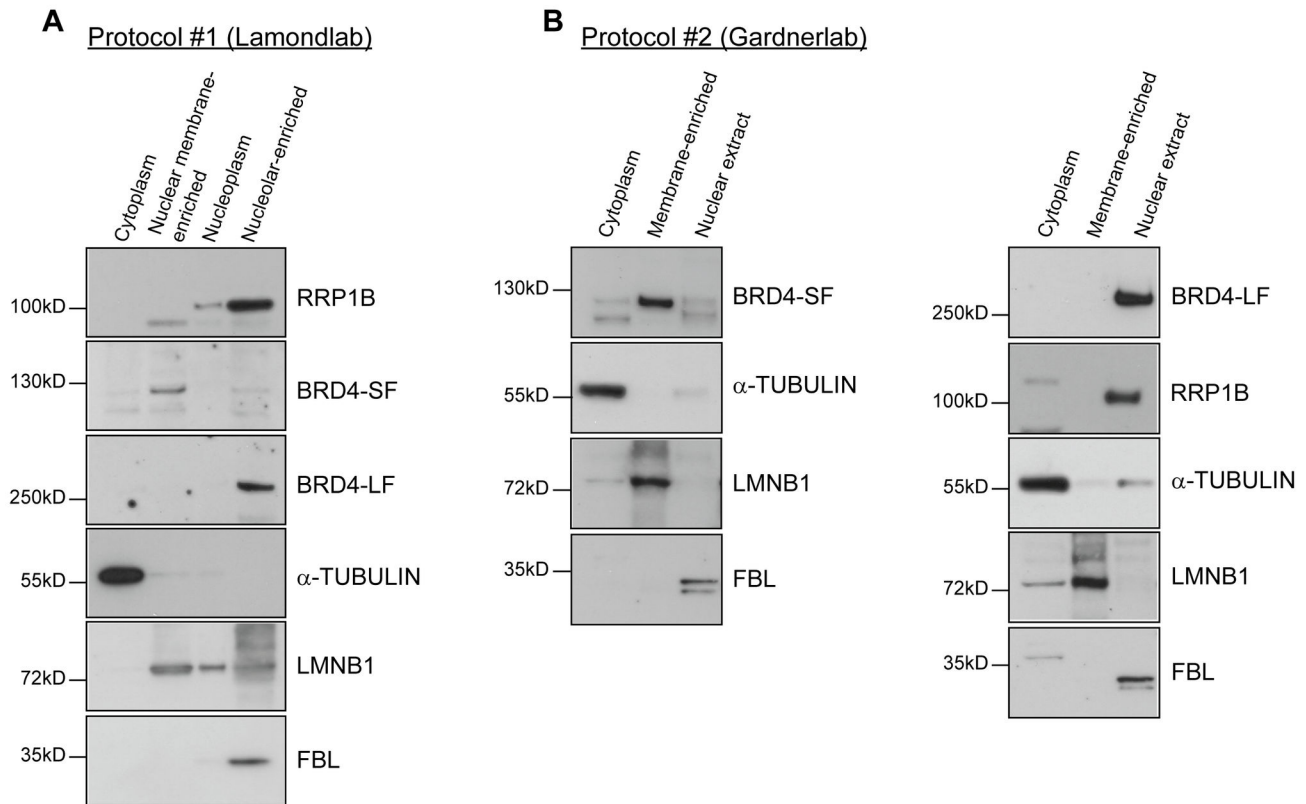 A
Protocol #1 (Lamondlab)
Cytoplasm
Nuclear membrane-
enriched
Nucleoplasm
Nucleolar-enriched
100kD
RRP1B
130kD
BRD4-SF
250kD
BRD4-LF
55kD
α-TUBULIN
72kD
LMNB1
35kD
FBL
B
Protocol #2 (Gardnerlab)
Cytoplasm
Membrane-enriched
Nuclear extract
130kD
BRD4-SF
55kD
α-TUBULIN
72kD
LMNB1
35kD
FBL
Cytoplasm
Membrane-enriched
Nuclear extract
250kD
BRD4-LF
100kD
RRP1B
55kD
α-TUBULIN
72kD
LMNB1
35kD
FBL